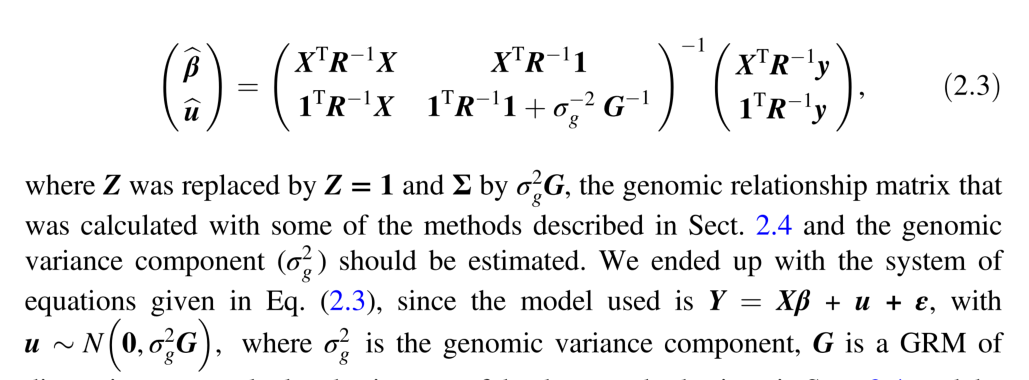 (β̂ û) = (XᵀR⁻¹X XᵀR⁻¹1 1ᵀR⁻¹X 1ᵀR⁻¹1 + σ_g⁻² G⁻¹)⁻¹ (XᵀR⁻¹y 1ᵀR⁻¹y), (2.3)
where Z was replaced by Z = 1 and Σ by σ_g²G, the genomic relationship matrix that
was calculated with some of the methods described in Sect. 2.4 and the genomic
variance component (σ_g²) should be estimated. We ended up with the system of
equations given in Eq. (2.3), since the model used is Y = Xβ + u + ε, with
u ∼ N(0, σ_g²G), where σ_g² is the genomic variance component, G is a GRM of